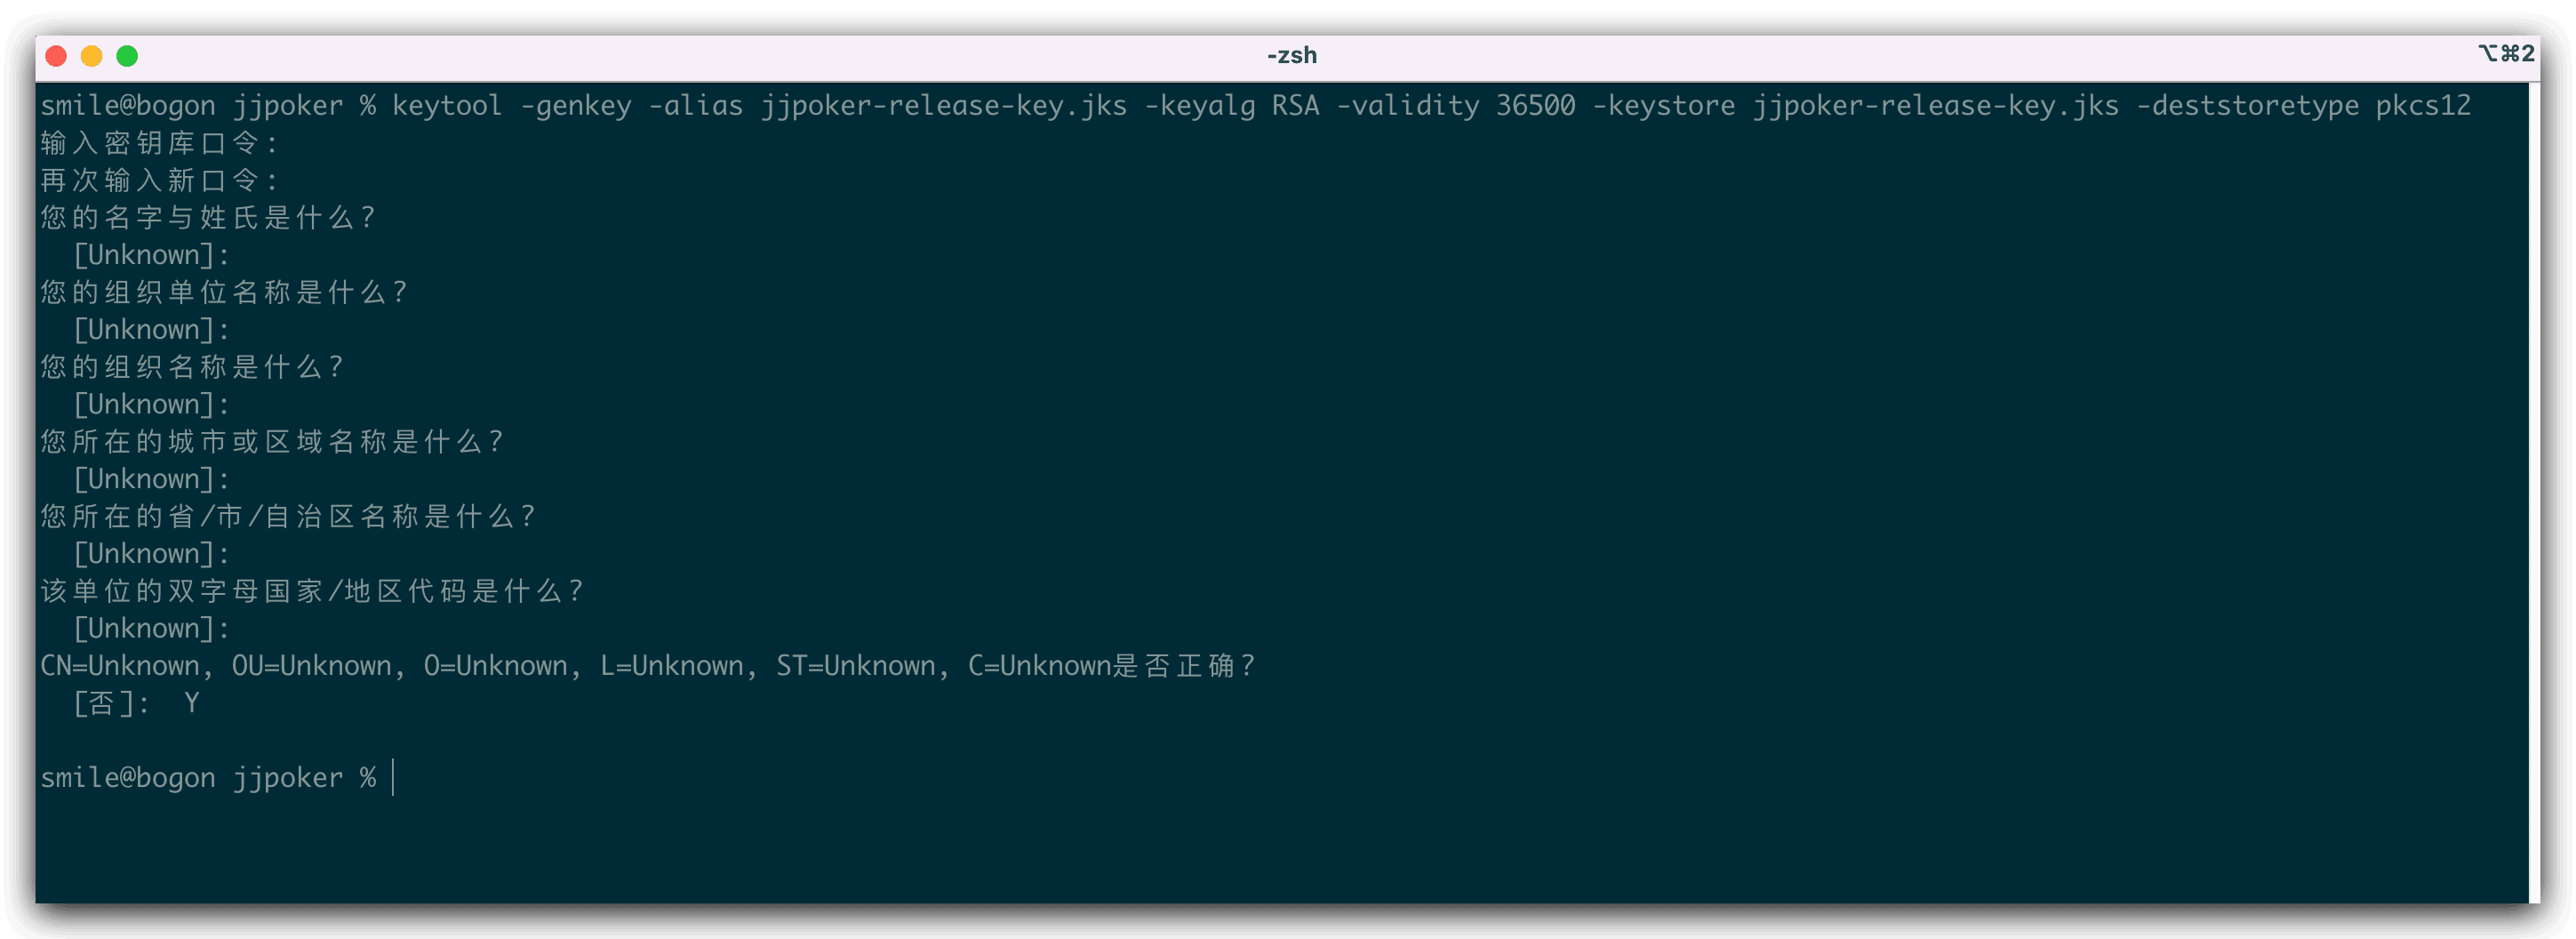 -zsh
⌥⌘2
smile@bogon jjpoker % keytool -genkey -alias jjpoker-release-key.jks -keyalg RSA -validity 36500 -keystore jjpoker-release-key.jks -deststoretype pkcs12
输入密钥库口令:
再次输入新口令:
您的名字与姓氏是什么?
  [Unknown]:
您的组织单位名称是什么?
  [Unknown]:
您的组织名称是什么?
  [Unknown]:
您所在的城市或区域名称是什么?
  [Unknown]:
您所在的省/市/自治区名称是什么?
  [Unknown]:
该单位的双字母国家/地区代码是什么?
  [Unknown]:
CN=Unknown, OU=Unknown, O=Unknown, L=Unknown, ST=Unknown, C=Unknown是否正确?
  [否]:  Y
smile@bogon jjpoker %